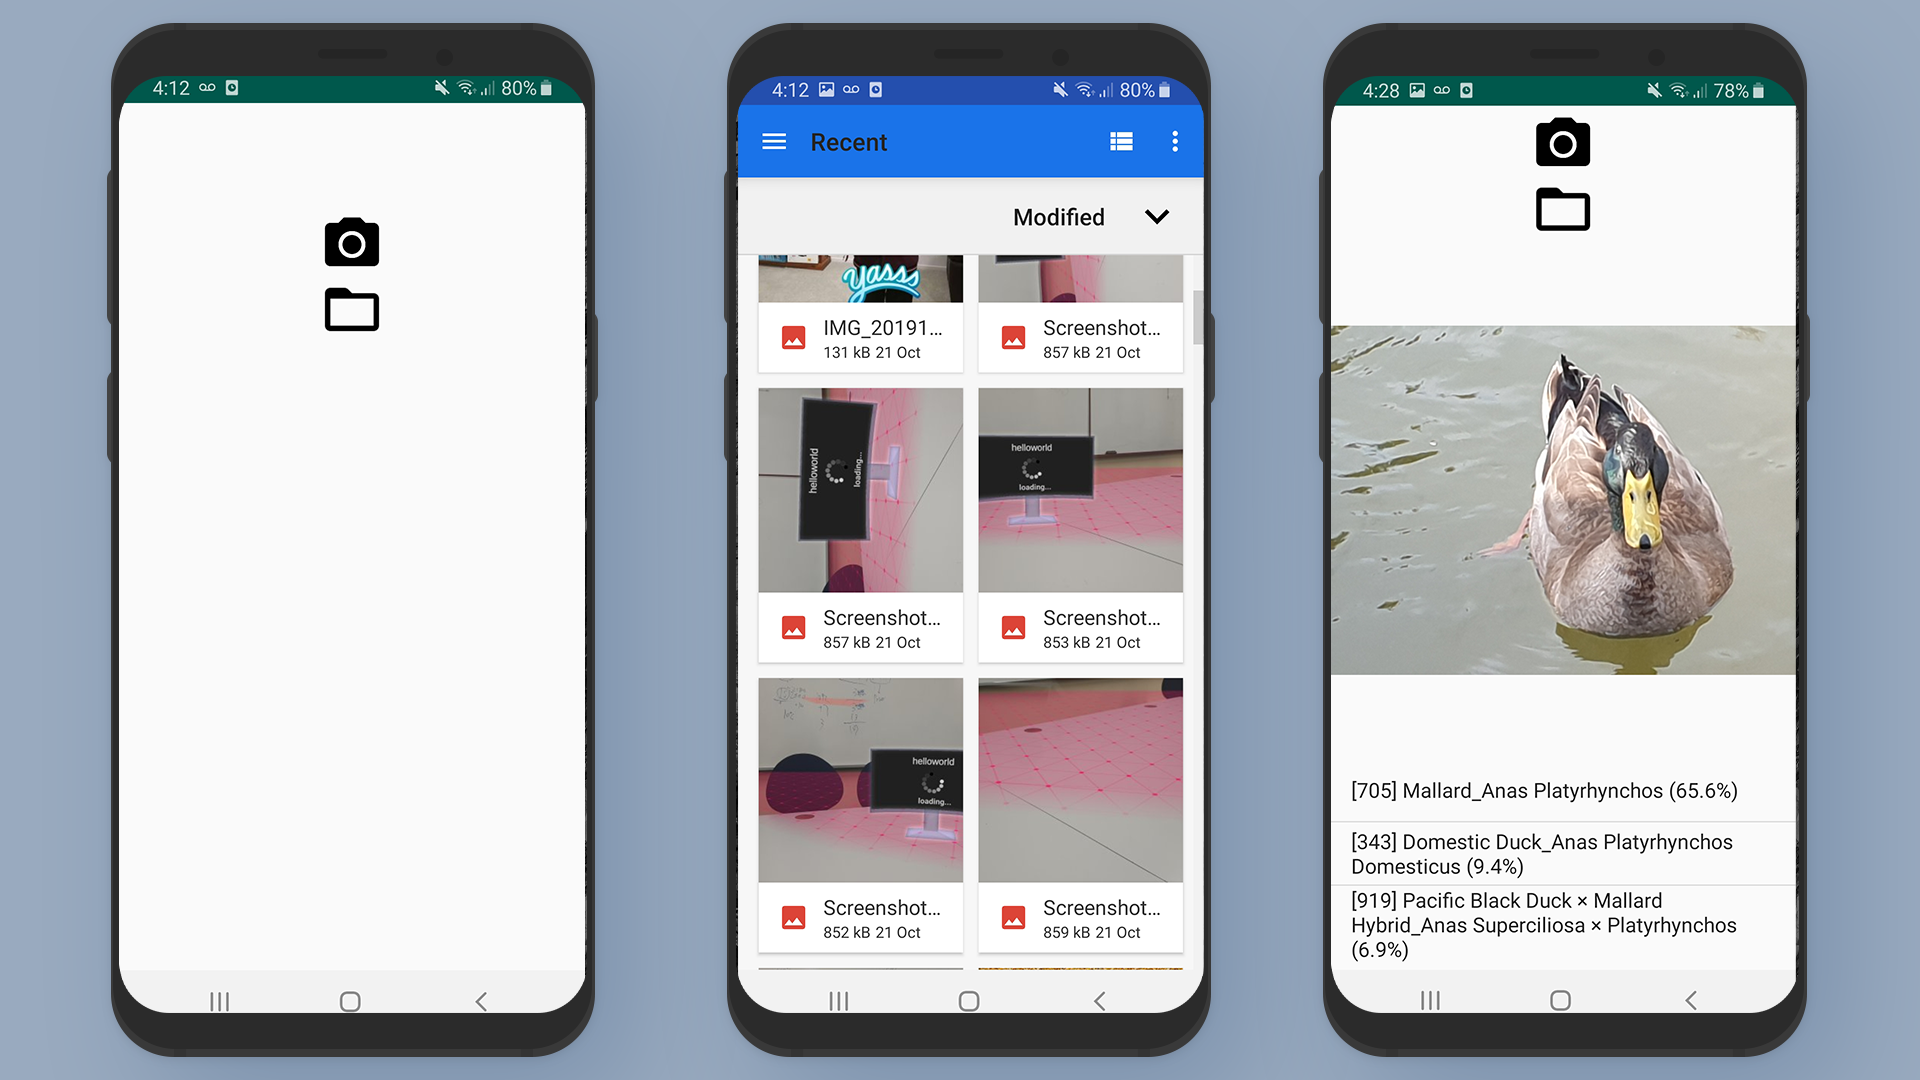 4:12
80%
4:12
80%
Recent
Modified
yasss
IMG_20191...
131 kB 21 Oct
Screenshot...
857 kB 21 Oct
helloworld
loading...
helloworld
loading...
Screenshot...
857 kB 21 Oct
Screenshot...
853 kB 21 Oct
helloworld
loading...
Screenshot...
852 kB 21 Oct
Screenshot...
859 kB 21 Oct
4:28
78%
[705] Mallard_Anas Platyrhynchos (65.6%)
[343] Domestic Duck_Anas Platyrhynchos
Domesticus (9.4%)
[919] Pacific Black Duck × Mallard
Hybrid_Anas Superciliosa × Platyrhynchos
(6.9%)